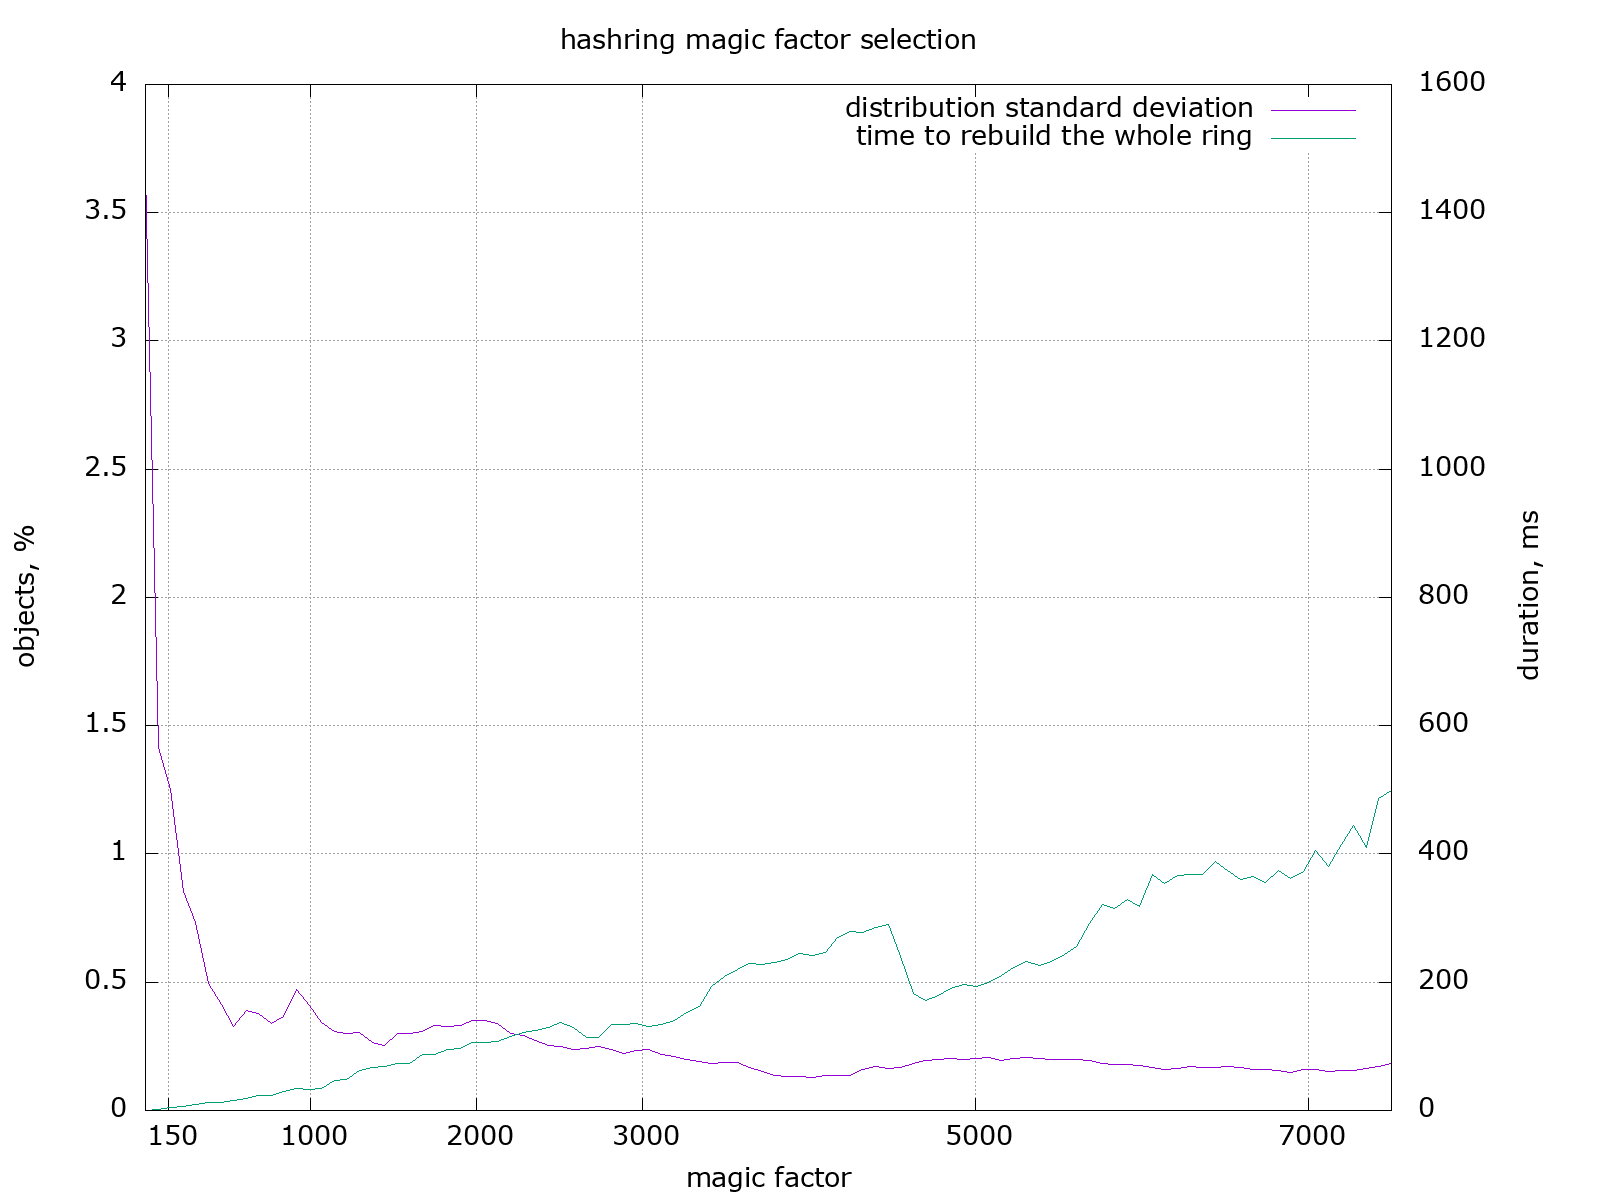 hashring magic factor selection
distribution standard deviation
time to rebuild the whole ring
4
3.5
3
2.5
2
1.5
1
0.5
0
objects, %
1600
1400
1200
1000
800
600
400
200
0
duration, ms
150 1000 2000 3000 5000 7000
magic factor